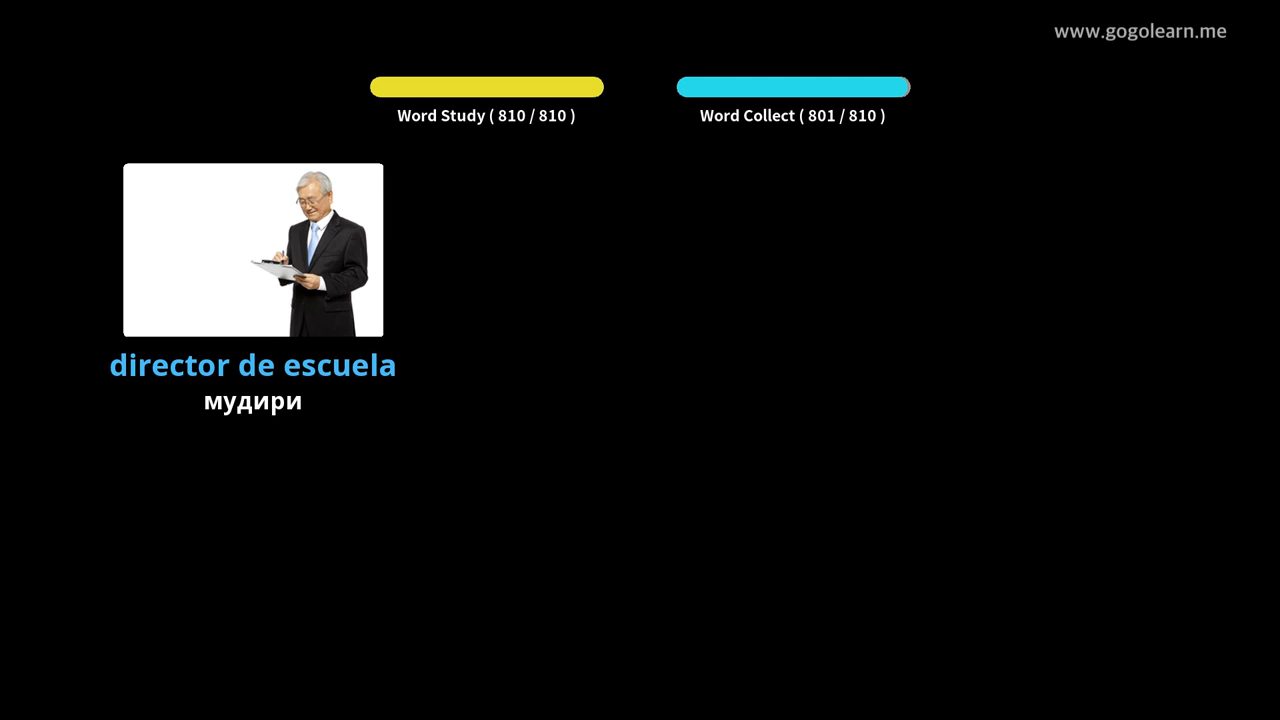 www.gogolearn.me
Word Study ( 810 / 810 )
Word Collect ( 801 / 810 )
director de escuela
мудири